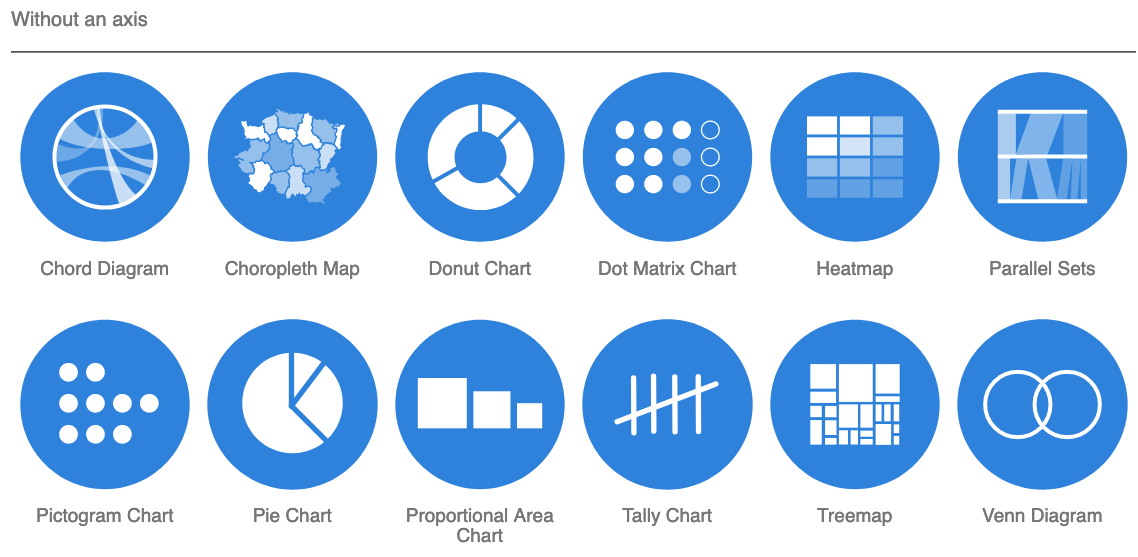 Without an axis
Chord Diagram
Choropleth Map
Donut Chart
Dot Matrix Chart
Heatmap
Parallel Sets
Pictogram Chart
Pie Chart
Proportional Area
Chart
Tally Chart
Treemap
Venn Diagram